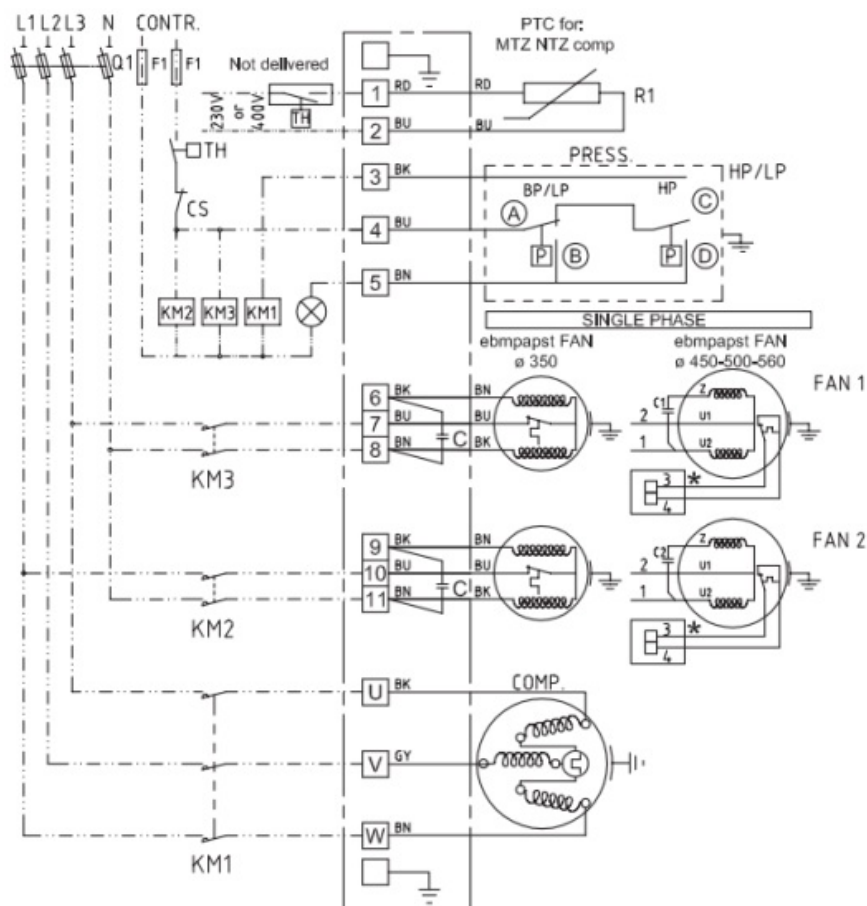 L1 L2 L3 N CONTR.
Q1 F1 F1
Not delivered
PTC for:
MTZ NTZ comp
230V
or
400V
TH
1 RD RD R1
2 BU BU
TH
PRESS.
HP/LP
3 BK
BP/LP HP
A C
CS
4 BU
P B P D
5 BN
KM2 KM3 KM1
SINGLE PHASE
ebmpapst FAN
ø 350
ebmpapst FAN
ø 450-500-560
FAN 1
6 BK BN
7 BU BU
8 BN C BK
2 C1 Z U1
1 U2
3 *
4
KM3
FAN 2
9 BK BN
10 BU BU
11 BN C BK
2 C2 Z U1
1 U2
3 *
4
KM2
U BK
COMP.
V GY
W BN
KM1